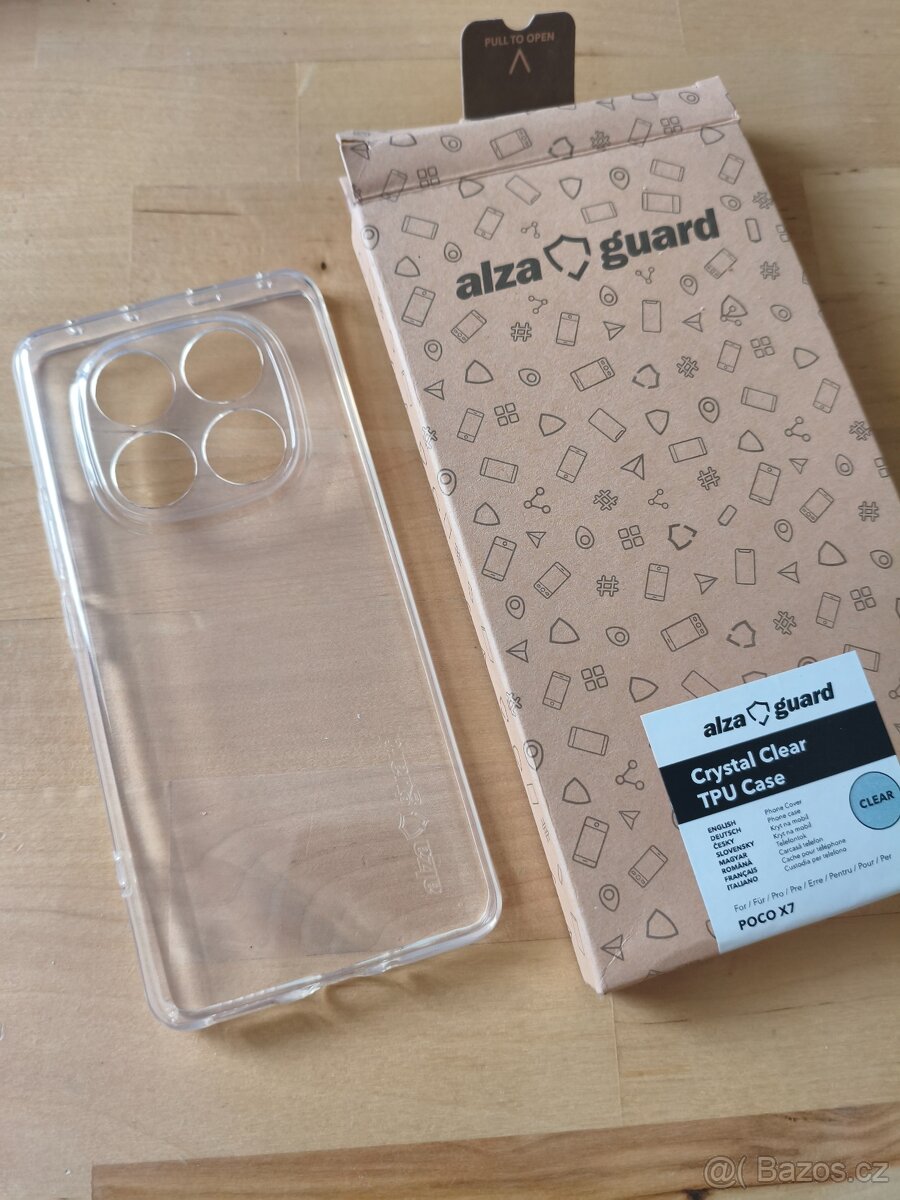 PULL TO OPEN
alza guard
alza guard
Crystal Clear
TPU Case
CLEAR
ENGLISH Phone Cover
DEUTSCH Phone case
ČESKY Kryt na mobil
SLOVENSKY Kryt na mobil
MAGYAR Telefontok
ROMÂNĂ Carcasă telefon
FRANÇAIS Cache pour téléphone
ITALIANO Custodia per telefono
For / Für / Pro / Pre / Erre / Pentru / Pour / Per
POCO X7
alza guard
@( Bazos.cz